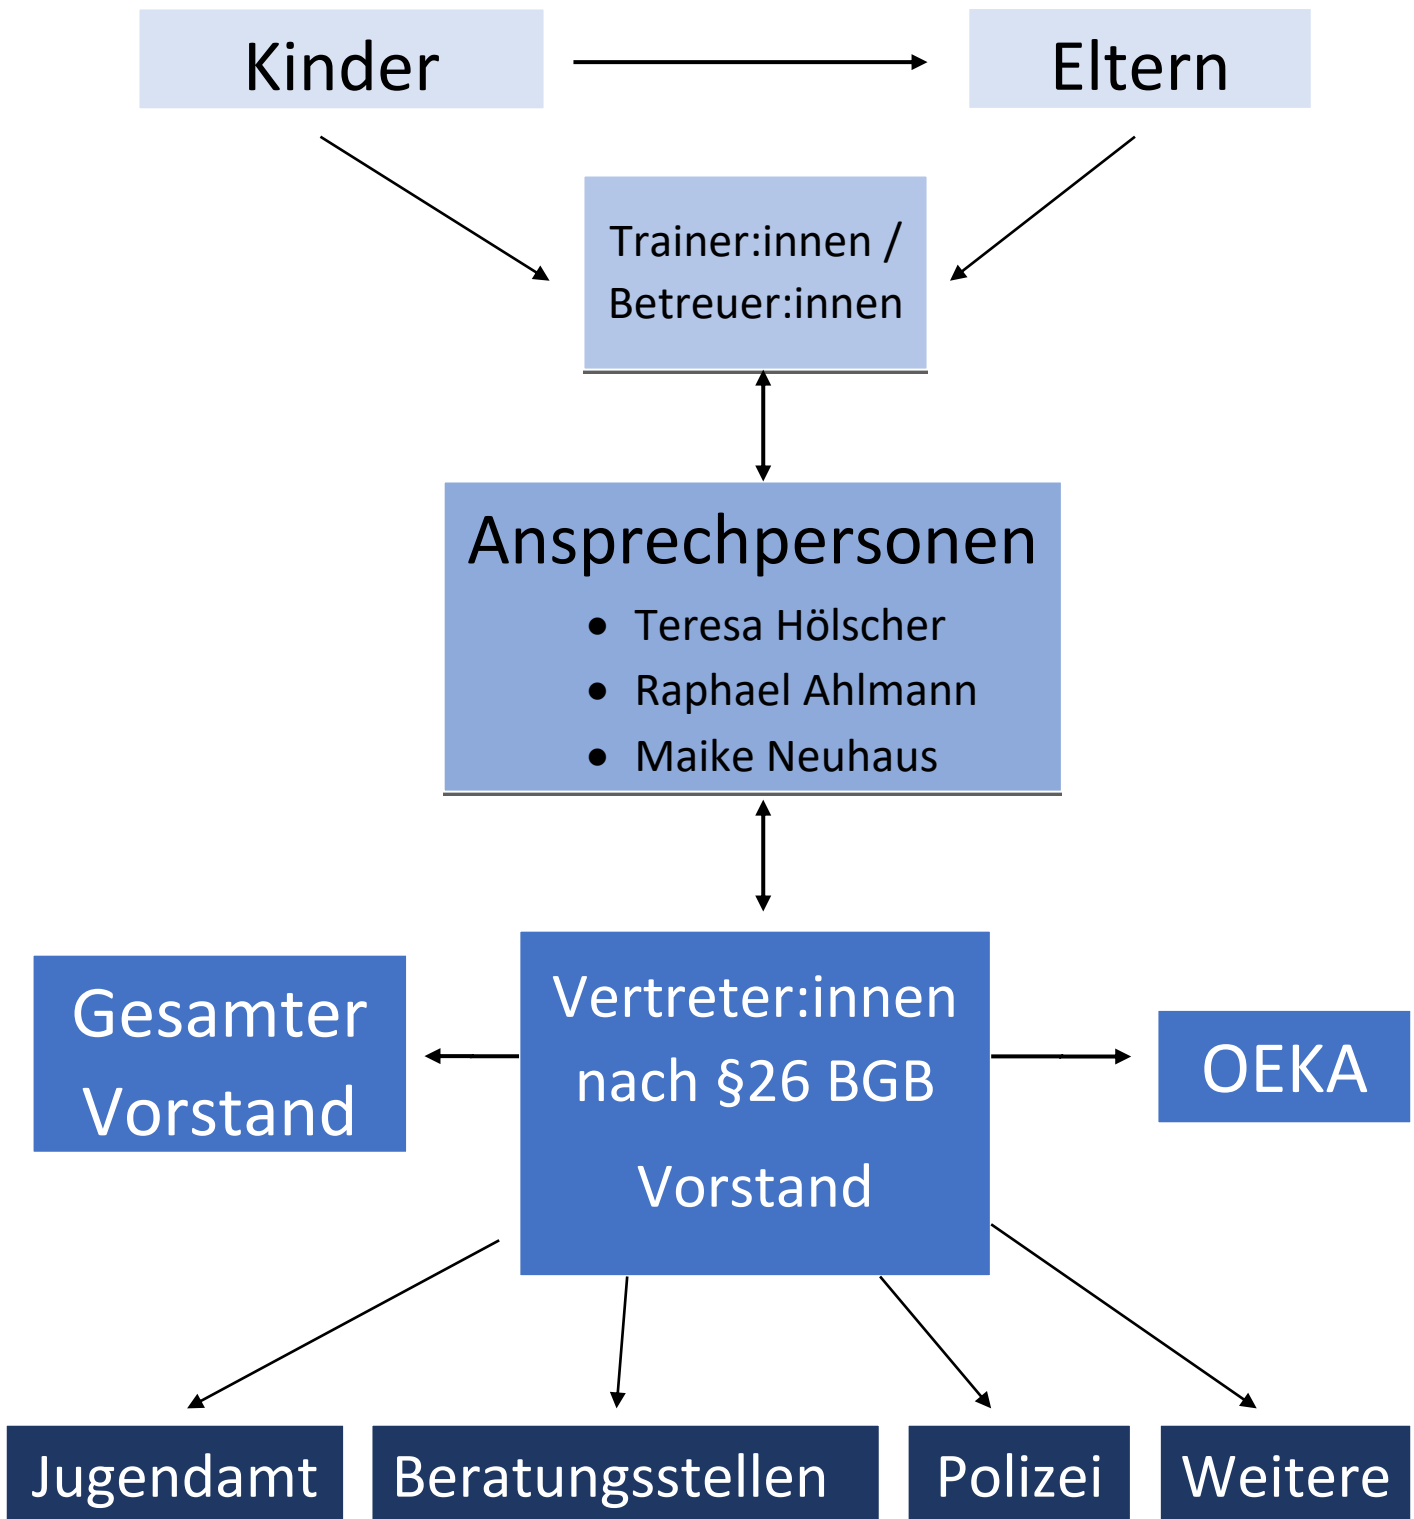 Kinder
Eltern
Trainer:innen /
Betreuer:innen
Ansprechpersonen
• Teresa Hölscher
• Raphael Ahlmann
• Maike Neuhaus
Gesamter
Vorstand
Vertreter:innen
nach §26 BGB
Vorstand
OEKA
Jugendamt
Beratungsstellen
Polizei
Weitere